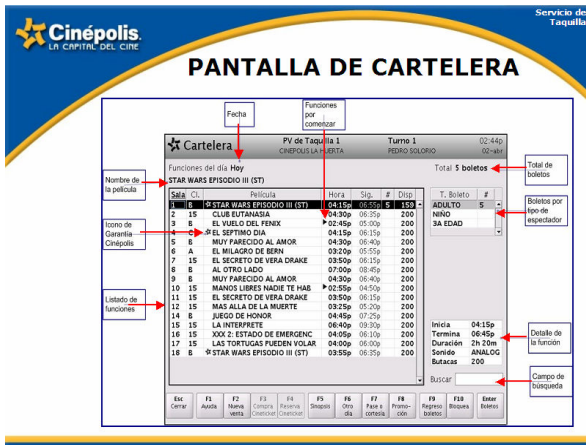 Servicio de
Taquilla
Cinépolis.
LA CAPITAL DEL CINE
PANTALLA DE CARTELERA
Fecha
Funciones
por
comenzar
Nombre de
la película
Icono de
Garantía
Cinépolis
Listado de
funciones
Total de
boletos
Boletos por
tipo de
espectador
Detalle de
la función
Campo de
búsqueda
Cartelera PV de Taquilla 1 Turno 1 02:44p
CINEPOLIS LA HUERTA PEDRO SOLORIO 02-abr
Funciones del día Hoy Total 5 boletos
STAR WARS EPISODIO III (ST)
Sala Cl. Película Hora Sig. # Disp
1 B STAR WARS EPISODIO III (ST) 04:15p 06:55p 5 159
2 15 CLUB EUTANASIA 04:30p 06:35p 200
3 B EL VUELO DEL FENIX 02:45p 05:00p 200
4 C EL SEPTIMO DIA 04:15p 06:15p 200
5 B MUY PARECIDO AL AMOR 04:30p 06:40p 200
6 A EL MILAGRO DE BERN 03:20p 05:55p 200
7 15 EL SECRETO DE VERA DRAKE 03:50p 06:15p 200
8 B AL OTRO LADO 07:00p 08:45p 200
9 B MUY PARECIDO AL AMOR 04:30p 06:40p 200
10 15 MANOS LIBRES NADIE TE HAB 02:55p 04:50p 200
11 15 EL SECRETO DE VERA DRAKE 03:50p 06:15p 200
12 15 MAS ALLA DE LA MUERTE 03:25p 05:20p 200
14 B JUEGO DE HONOR 04:45p 07:25p 200
15 15 LA INTERPRETE 06:40p 09:30p 200
16 15 XXX 2: ESTADO DE EMERGENC 04:05p 06:10p 200
17 15 LAS TORTUGAS PUEDEN VOLAR 04:00p 06:00p 200
18 B STAR WARS EPISODIO III (ST) 03:55p 06:35p 200
T. Boleto #
ADULTO 5
NIÑO
3A EDAD
Inicia 04:15p
Termina 06:45p
Duración 2h 20m
Sonido ANALOG
Butacas 200
Buscar
Esc Cerrar
F1 Ayuda
F2 Nueva venta
F3 Compra Cineticket
F4 Reserva Cineticket
F5 Sinopsis
F6 Otro día
F7 Pase o cortesía
F8 Promo-ción
F9 Regreso boletos
F10 Bloquea
Enter Boletos